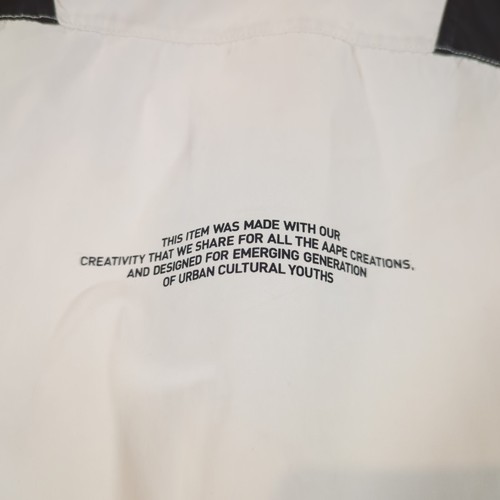 THIS ITEM WAS MADE WITH OUR
CREATIVITY THAT WE SHARE FOR ALL THE AAPE CREATIONS.
AND DESIGNED FOR EMERGING GENERATION
OF URBAN CULTURAL YOUTHS